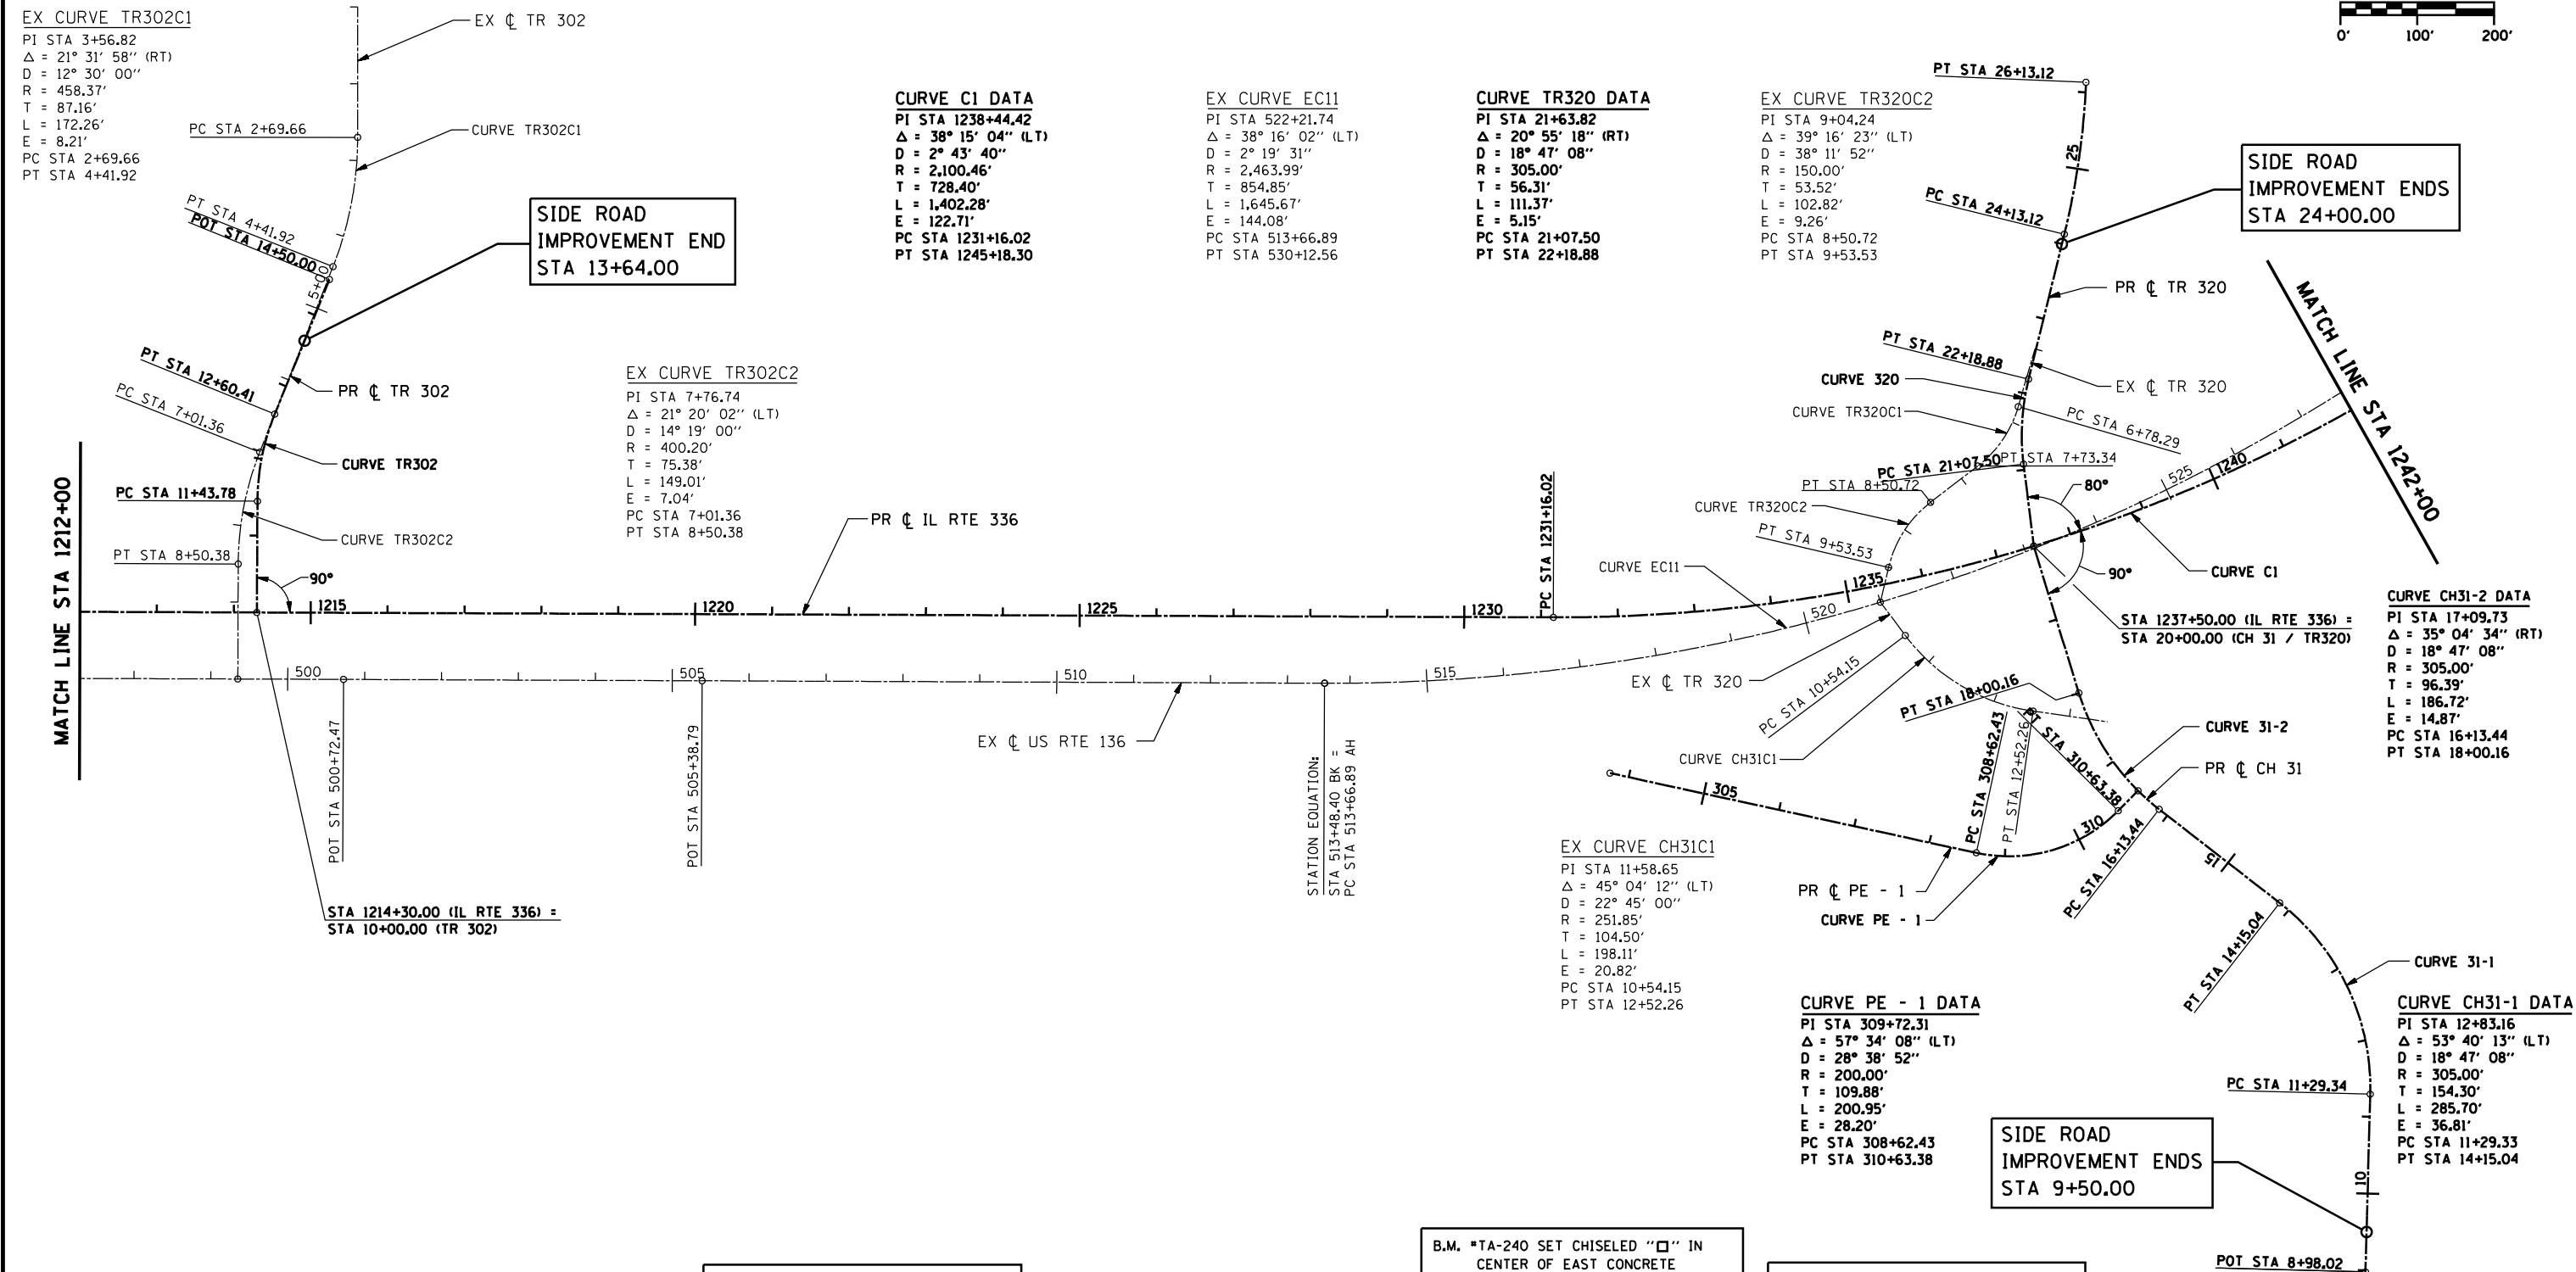 EX CURVE TR302C1
PI STA 3+56.82
Δ = 21° 31' 58'' (RT)
D = 12° 30' 00''
R = 458.37'
T = 87.16'
L = 172.26'
E = 8.21'
PC STA 2+69.66
PT STA 4+41.92
EX ℄ TR 302
PC STA 2+69.66
CURVE TR302C1
PT STA 4+41.92
POT STA 14+50.00
5+00
SIDE ROAD
IMPROVEMENT END
STA 13+64.00
PT STA 12+60.41
PC STA 7+01.36
PR ℄ TR 302
CURVE TR302
PC STA 11+43.78
CURVE TR302C2
PT STA 8+50.38
90°
MATCH LINE STA 1212+00
EX CURVE TR302C2
PI STA 7+76.74
Δ = 21° 20' 02'' (LT)
D = 14° 19' 00''
R = 400.20'
T = 75.38'
L = 149.01'
E = 7.04'
PC STA 7+01.36
PT STA 8+50.38
CURVE C1 DATA
PI STA 1238+44.42
Δ = 38° 15' 04'' (LT)
D = 2° 43' 40''
R = 2,100.46'
T = 728.40'
L = 1,402.28'
E = 122.71'
PC STA 1231+16.02
PT STA 1245+18.30
EX CURVE EC11
PI STA 522+21.74
Δ = 38° 16' 02'' (LT)
D = 2° 19' 31''
R = 2,463.99'
T = 854.85'
L = 1,645.67'
E = 144.08'
PC STA 513+66.89
PT STA 530+12.56
CURVE TR320 DATA
PI STA 21+63.82
Δ = 20° 55' 18'' (RT)
D = 18° 47' 08''
R = 305.00'
T = 56.31'
L = 111.37'
E = 5.15'
PC STA 21+07.50
PT STA 22+18.88
EX CURVE TR320C2
PI STA 9+04.24
Δ = 39° 16' 23'' (LT)
D = 38° 11' 52''
R = 150.00'
T = 53.52'
L = 102.82'
E = 9.26'
PC STA 8+50.72
PT STA 9+53.53
0' 100' 200'
PT STA 26+13.12
25
PC STA 24+13.12
SIDE ROAD
IMPROVEMENT ENDS
STA 24+00.00
PR ℄ TR 320
PT STA 22+18.88
CURVE 320
EX ℄ TR 320
CURVE TR320C1
PC STA 6+78.29
PC STA 21+07.50
PT STA 7+73.34
PT STA 8+50.72
CURVE TR320C2
PT STA 9+53.53
80°
525
1240
MATCH LINE STA 1242+00
CURVE EC11
CURVE C1
90°
STA 1237+50.00 (IL RTE 336) =
STA 20+00.00 (CH 31 / TR320)
1215
1220
1225
1230
1235
PR ℄ IL RTE 336
PC STA 1231+16.02
500
505
510
515
520
EX ℄ US RTE 136
POT STA 500+72.47
POT STA 505+38.79
STATION EQUATION:
STA 513+48.40 BK =
PC STA 513+66.89 AH
STA 1214+30.00 (IL RTE 336) =
STA 10+00.00 (TR 302)
EX ℄ TR 320
PC STA 10+54.15
CURVE CH31C1
PT STA 18+00.16
PC STA 308+62.43
PT STA 12+52.26
PT STA 310+63.38
305
310
PR ℄ PE - 1
CURVE PE - 1
CURVE 31-2
PR ℄ CH 31
PC STA 16+13.44
15
PT STA 14+15.04
CURVE CH31-2 DATA
PI STA 17+09.73
Δ = 35° 04' 34'' (RT)
D = 18° 47' 08''
R = 305.00'
T = 96.39'
L = 186.72'
E = 14.87'
PC STA 16+13.44
PT STA 18+00.16
EX CURVE CH31C1
PI STA 11+58.65
Δ = 45° 04' 12'' (LT)
D = 22° 45' 00''
R = 251.85'
T = 104.50'
L = 198.11'
E = 20.82'
PC STA 10+54.15
PT STA 12+52.26
CURVE PE - 1 DATA
PI STA 309+72.31
Δ = 57° 34' 08'' (LT)
D = 28° 38' 52''
R = 200.00'
T = 109.88'
L = 200.95'
E = 28.20'
PC STA 308+62.43
PT STA 310+63.38
CURVE 31-1
CURVE CH31-1 DATA
PI STA 12+83.16
Δ = 53° 40' 13'' (LT)
D = 18° 47' 08''
R = 305.00'
T = 154.30'
L = 285.70'
E = 36.81'
PC STA 11+29.33
PT STA 14+15.04
PC STA 11+29.34
10
SIDE ROAD
IMPROVEMENT ENDS
STA 9+50.00
POT STA 8+98.02
B.M. #TA-240 SET CHISELED "□" IN
CENTER OF EAST CONCRETE